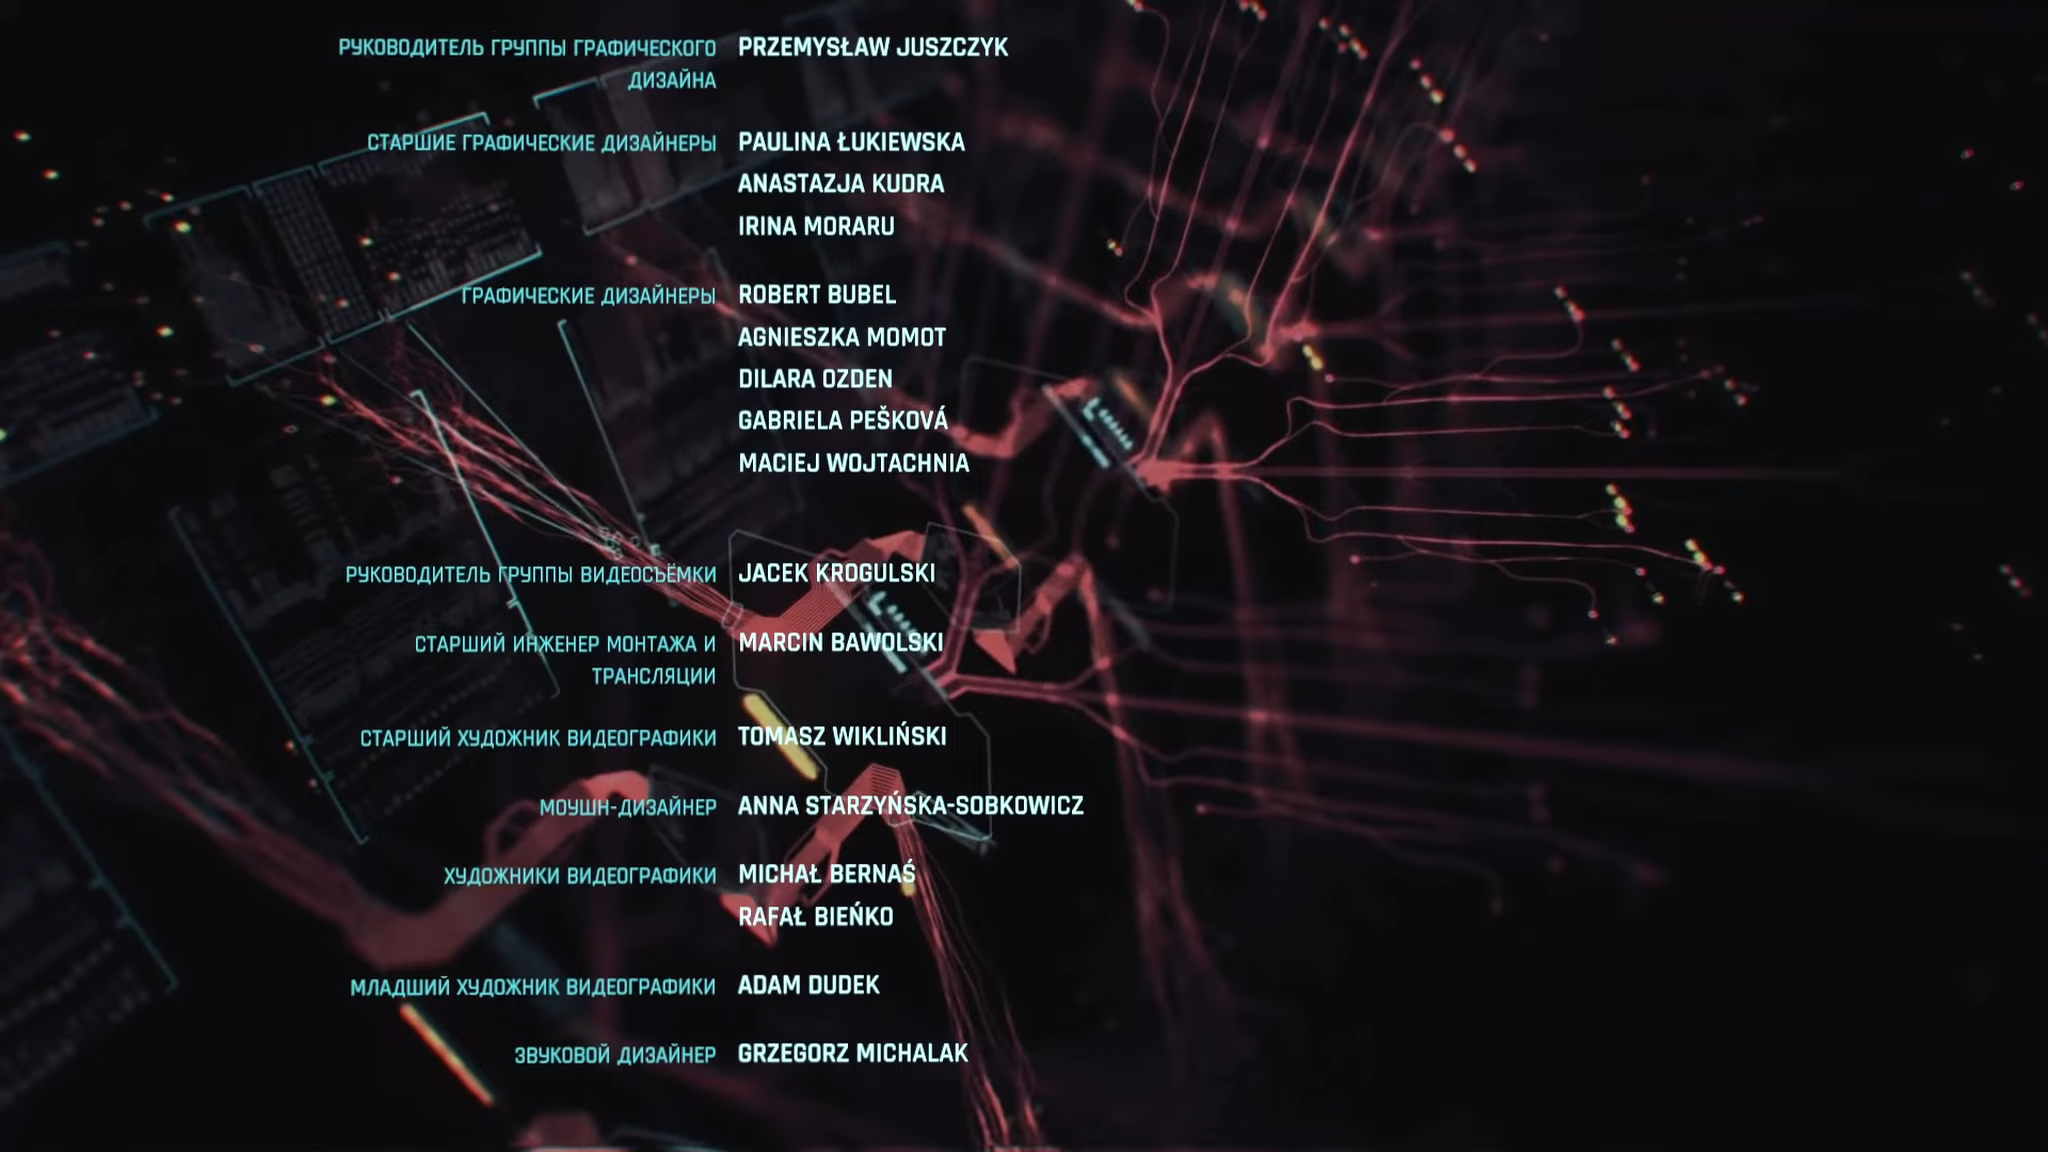 РУКОВОДИТЕЛЬ ГРУППЫ ГРАФИЧЕСКОГО ДИЗАЙНА
PRZEMYSŁAW JUSZCZYK
СТАРШИЕ ГРАФИЧЕСКИЕ ДИЗАЙНЕРЫ
PAULINA ŁUKIEWSKA
ANASTAZJA KUDRA
IRINA MORARU
ГРАФИЧЕСКИЕ ДИЗАЙНЕРЫ
ROBERT BUBEL
AGNIESZKA MOMOT
DILARA OZDEN
GABRIELA PEŠKOVÁ
MACIEJ WOJTACHNIA
РУКОВОДИТЕЛЬ ГРУППЫ ВИДЕОСЪЁМКИ
JACEK KROGULSKI
СТАРШИЙ ИНЖЕНЕР МОНТАЖА И ТРАНСЛЯЦИИ
MARCIN BAWOLSKI
СТАРШИЙ ХУДОЖНИК ВИДЕОГРАФИКИ
TOMASZ WIKLIŃSKI
МОУШН-ДИЗАЙНЕР
ANNA STARZYŃSKA-SOBKOWICZ
ХУДОЖНИКИ ВИДЕОГРАФИКИ
MICHAŁ BERNAŚ
RAFAŁ BIEŃKO
МЛАДШИЙ ХУДОЖНИК ВИДЕОГРАФИКИ
ADAM DUDEK
ЗВУКОВОЙ ДИЗАЙНЕР
GRZEGORZ MICHALAK